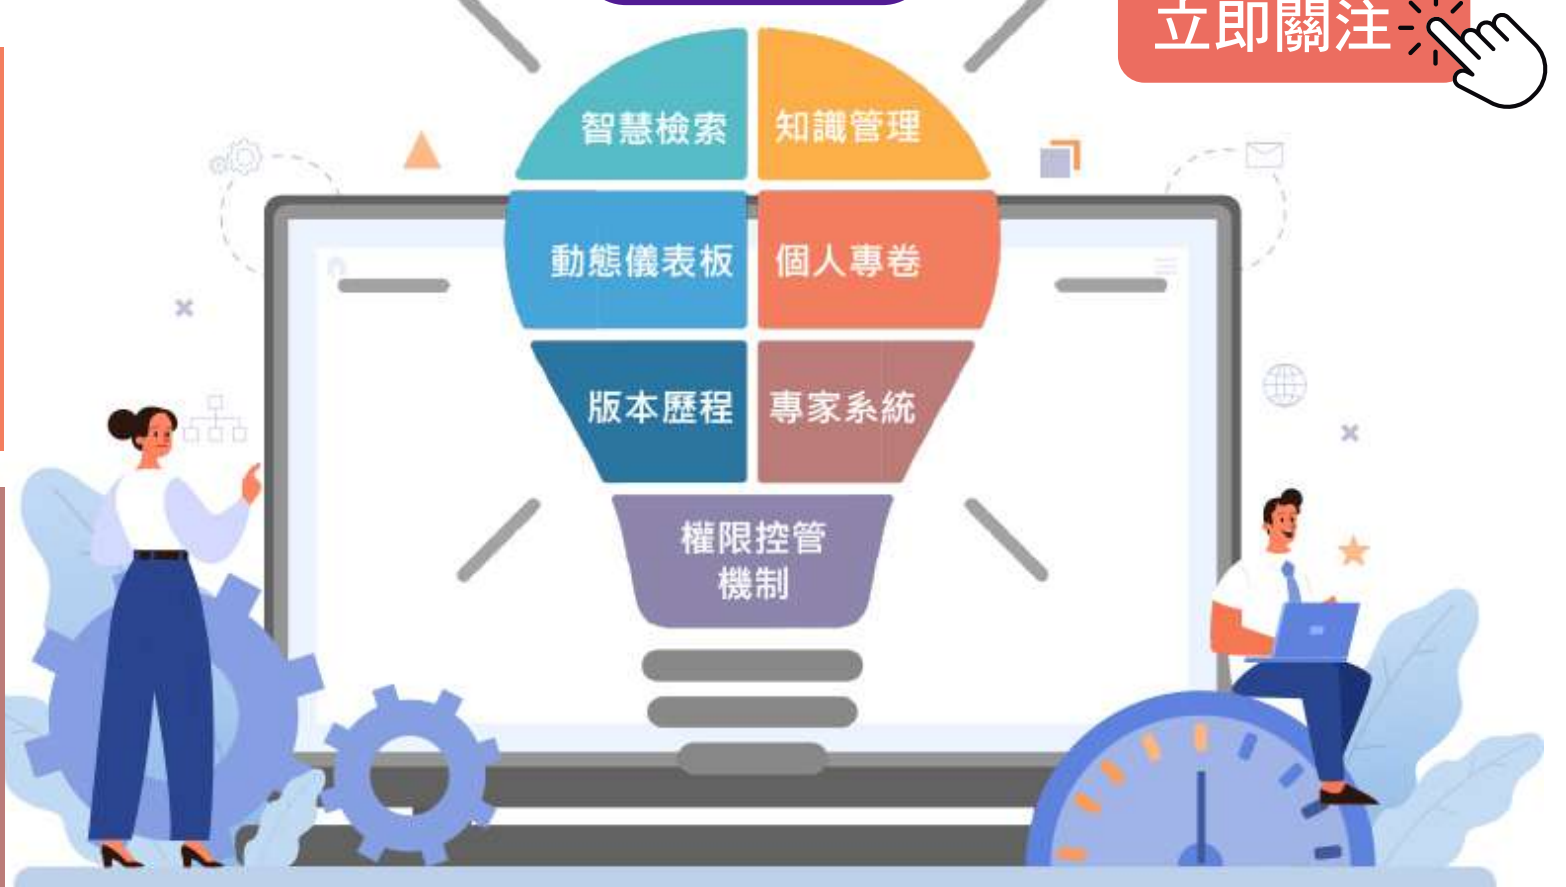 立即關注
智慧檢索
知識管理
動態儀表板
個人專卷
版本歷程
專家系統
權限控管
機制